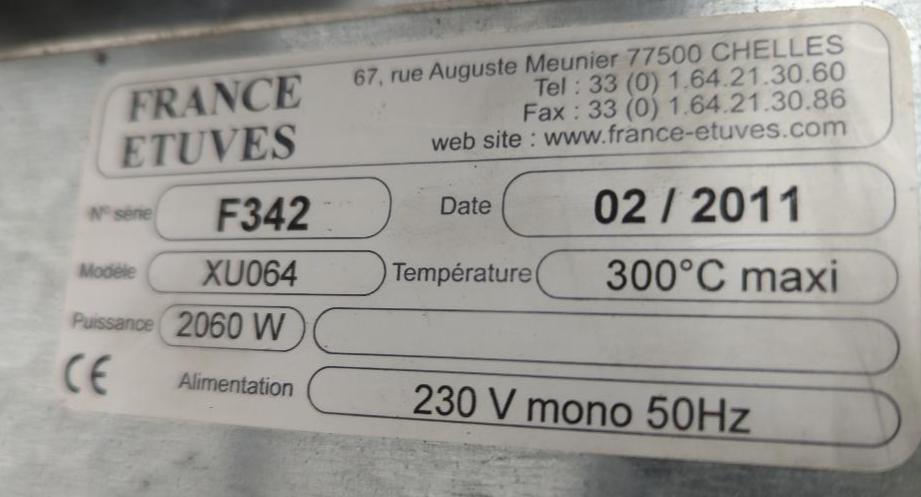 FRANCE
ETUVES
67, rue Auguste Meunier 77500 CHELLES
Tel : 33 (0) 1.64.21.30.60
Fax : 33 (0) 1.64.21.30.86
web site : www.france-etuves.com
N° série F342 Date 02 / 2011
Modèle XU064 Température 300°C maxi
Puissance 2060 W
CE Alimentation 230 V mono 50Hz